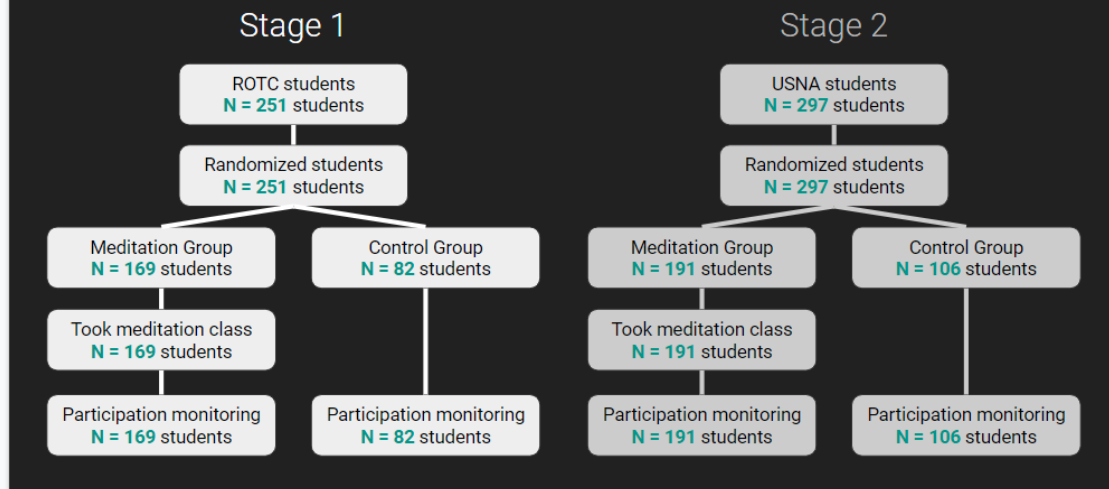 Stage 1
ROTC students
N = 251 students
Randomized students
N = 251 students
Meditation Group
N = 169 students
Control Group
N = 82 students
Took meditation class
N = 169 students
Participation monitoring
N = 169 students
Participation monitoring
N = 82 students
Stage 2
USNA students
N = 297 students
Randomized students
N = 297 students
Meditation Group
N = 191 students
Control Group
N = 106 students
Took meditation class
N = 191 students
Participation monitoring
N = 191 students
Participation monitoring
N = 106 students